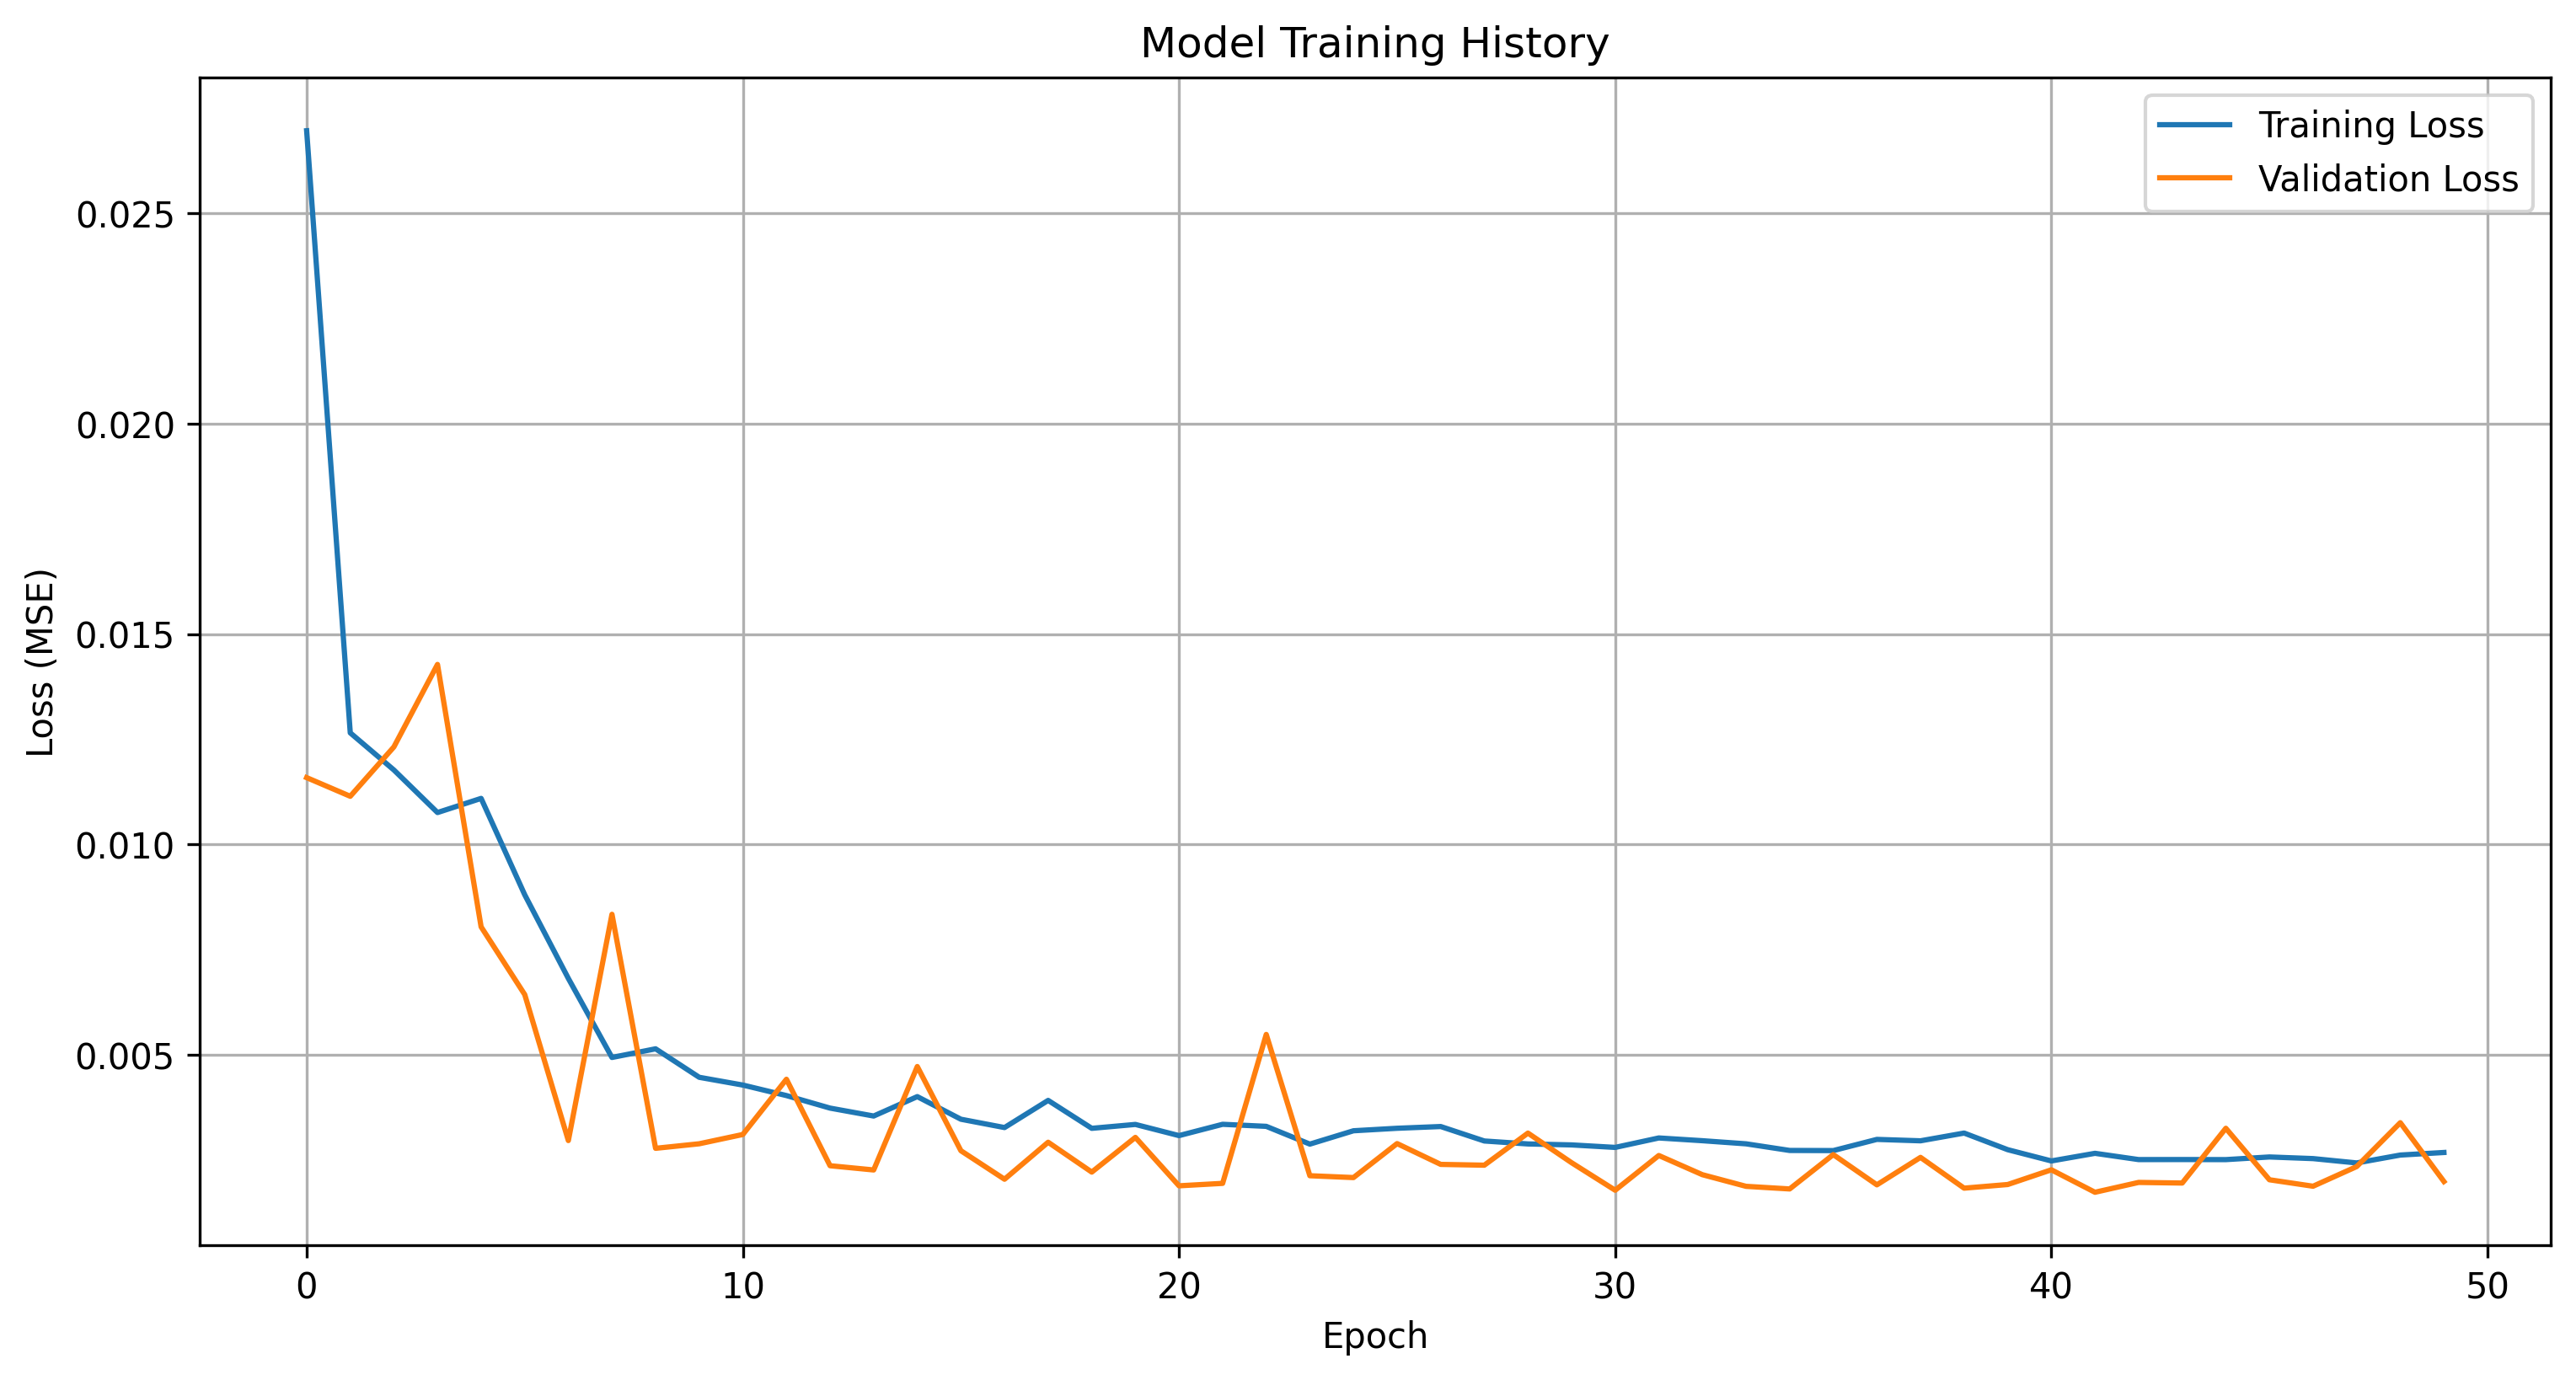 Model Training History
Training Loss
Validation Loss
0.025
0.020
0.015
0.010
0.005
Loss (MSE)
0
10
20
30
40
50
Epoch